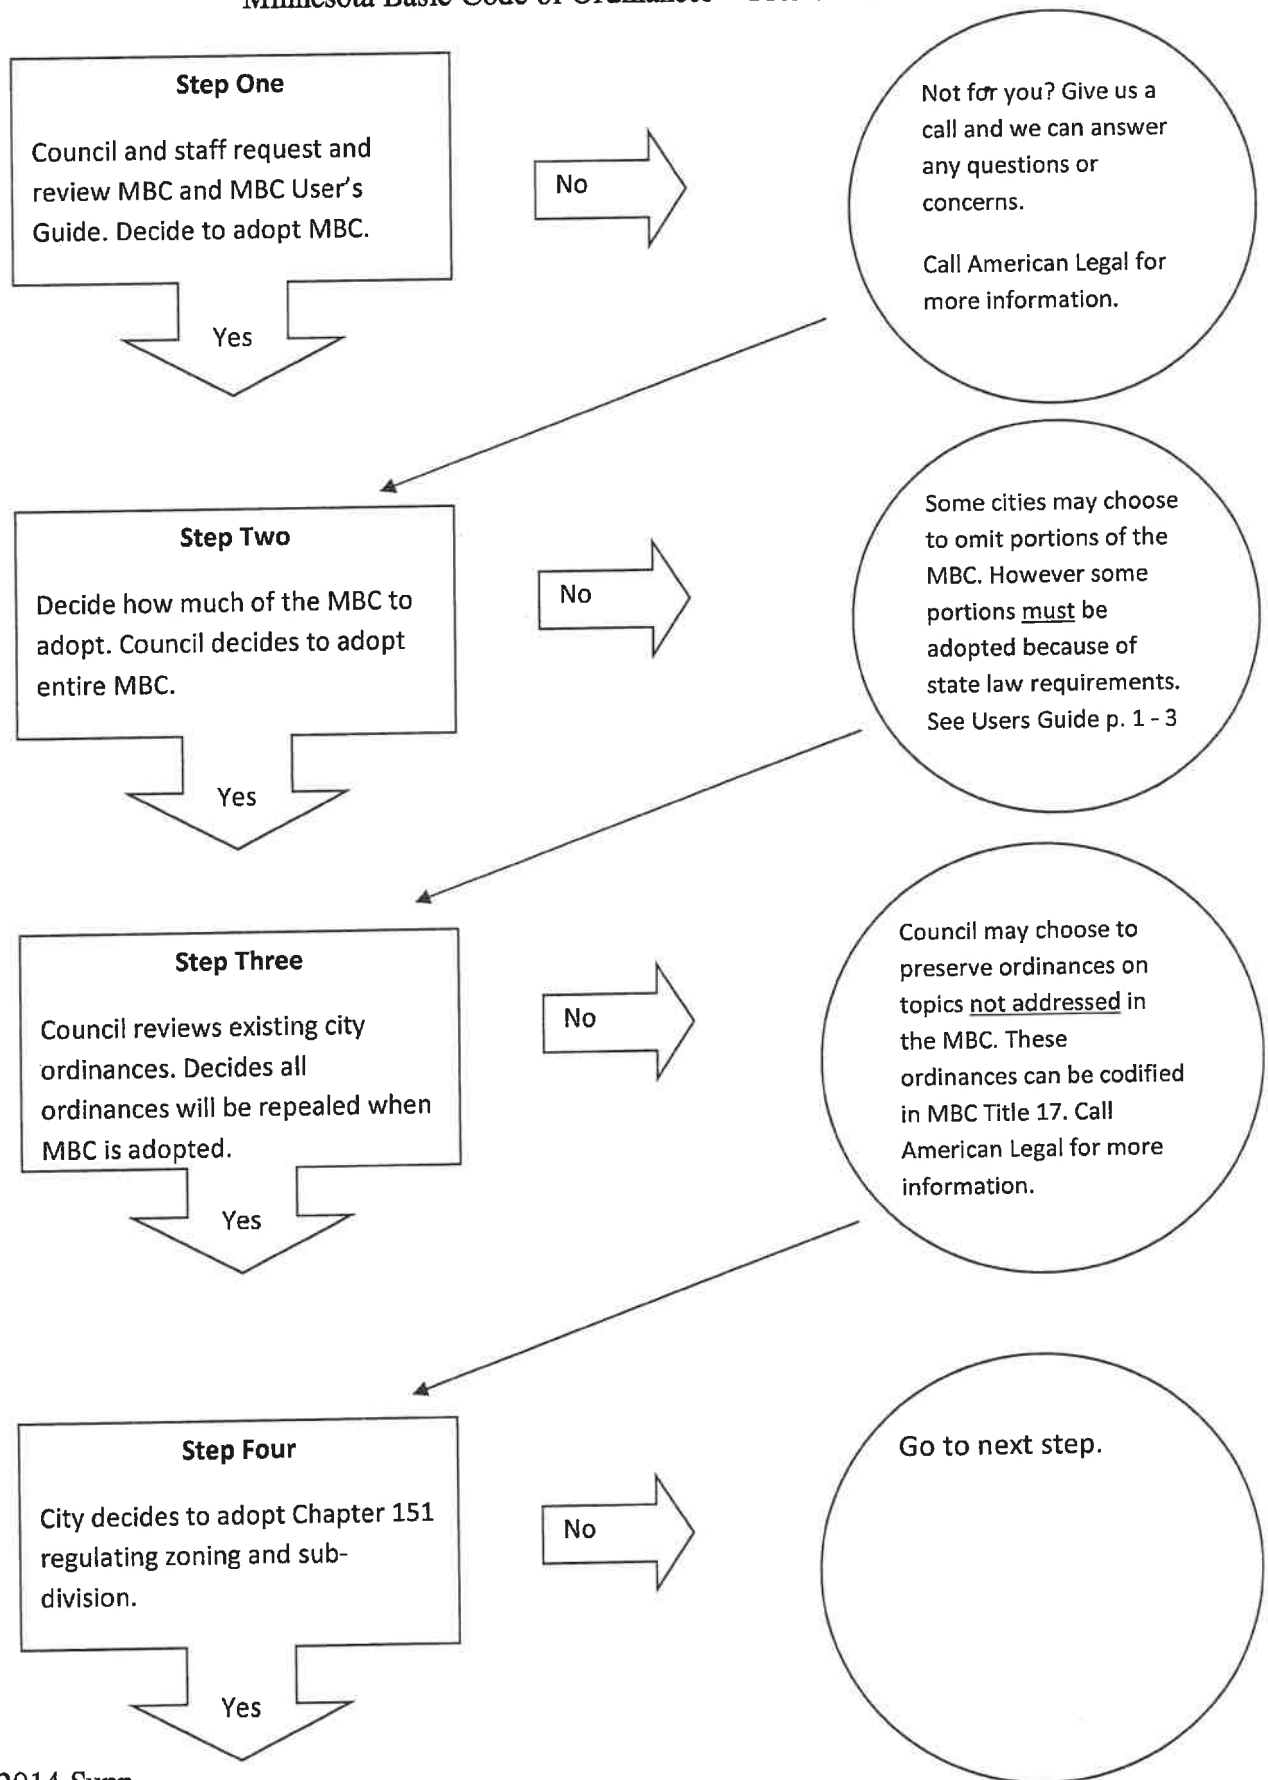 Minnesota Basic Code of Ordinances
Step One
Council and staff request and
review MBC and MBC User's
Guide. Decide to adopt MBC.
No
Not for you? Give us a
call and we can answer
any questions or
concerns.
Call American Legal for
more information.
Yes
Step Two
Decide how much of the MBC to
adopt. Council decides to adopt
entire MBC.
No
Some cities may choose
to omit portions of the
MBC. However some
portions must be
adopted because of
state law requirements.
See Users Guide p. 1 - 3
Yes
Step Three
Council reviews existing city
ordinances. Decides all
ordinances will be repealed when
MBC is adopted.
No
Council may choose to
preserve ordinances on
topics not addressed in
the MBC. These
ordinances can be codified
in MBC Title 17. Call
American Legal for more
information.
Yes
Step Four
City decides to adopt Chapter 151
regulating zoning and sub-
division.
No
Go to next step.
Yes
2014 Supp.